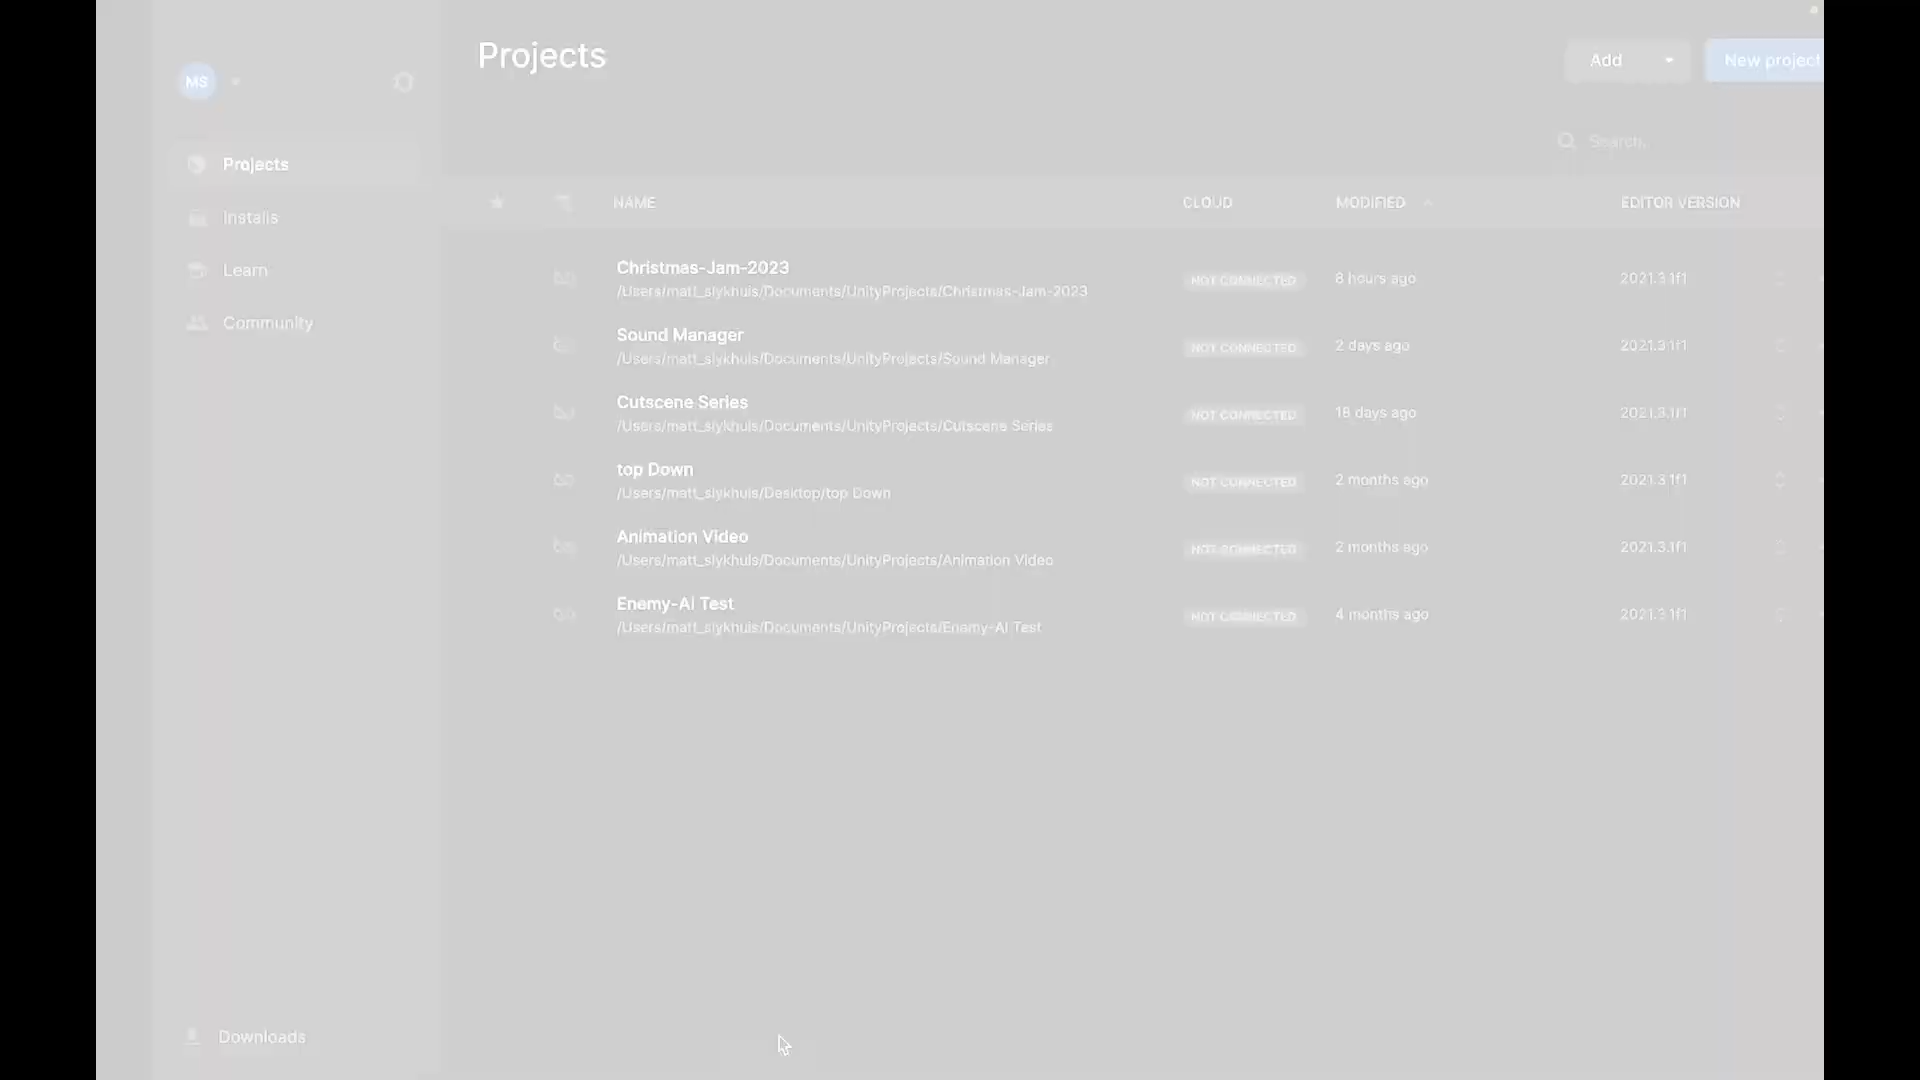 Projects
Add
New project
MS
Search.
Projects
Installs
Learn
Community
NAME
CLOUD
MODIFIED
EDITOR VERSION
Christmas-Jam-2023
/Users/matt_slykhuis/Documents/UnityProjects/Christmas-Jam-2023
NOT CONNECTED
8 hours ago
2021.3.1f1
Sound Manager
/Users/matt_slykhuis/Documents/UnityProjects/Sound Manager
NOT CONNECTED
2 days ago
2021.3.1f1
Cutscene Series
/Users/matt_slykhuis/Documents/UnityProjects/Cutscene Series
NOT CONNECTED
18 days ago
2021.3.1f1
top Down
/Users/matt_slykhuis/Desktop/top Down
NOT CONNECTED
2 months ago
2021.3.1f1
Animation Video
/Users/matt_slykhuis/Documents/UnityProjects/Animation Video
NOT CONNECTED
2 months ago
2021.3.1f1
Enemy-AI Test
/Users/matt_slykhuis/Documents/UnityProjects/Enemy-AI Test
NOT CONNECTED
4 months ago
2021.3.1f1
Downloads